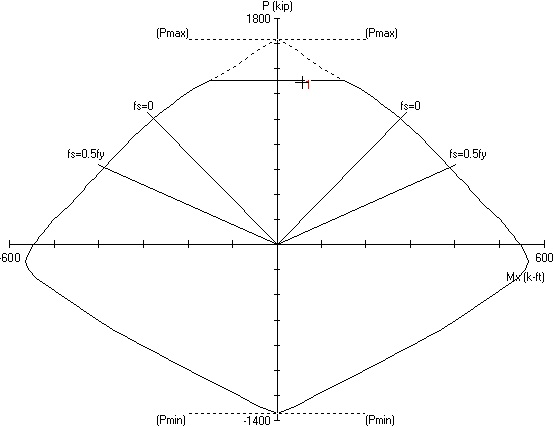 P (kip)
1800
(Pmax) (Pmax)
1
fs=0 fs=0
fs=0.5fy fs=0.5fy
-600 600
Mx (k-ft)
(Pmin) (Pmin)
-1400